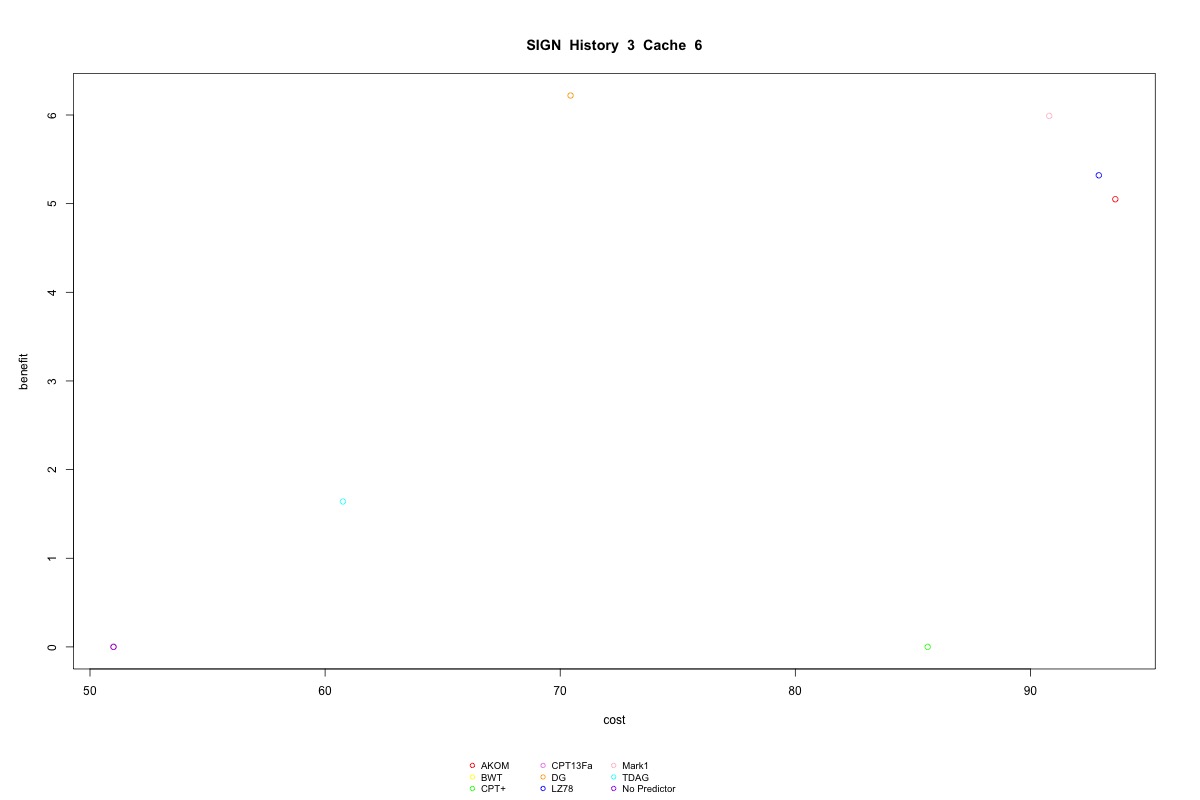 SIGN History 3 Cache 6
6
5
4
3
2
1
0
benefit
50 60 70 80 90
cost
AKOM CPT13Fa Mark1
BWT DG TDAG
CPT+ LZ78 No Predictor